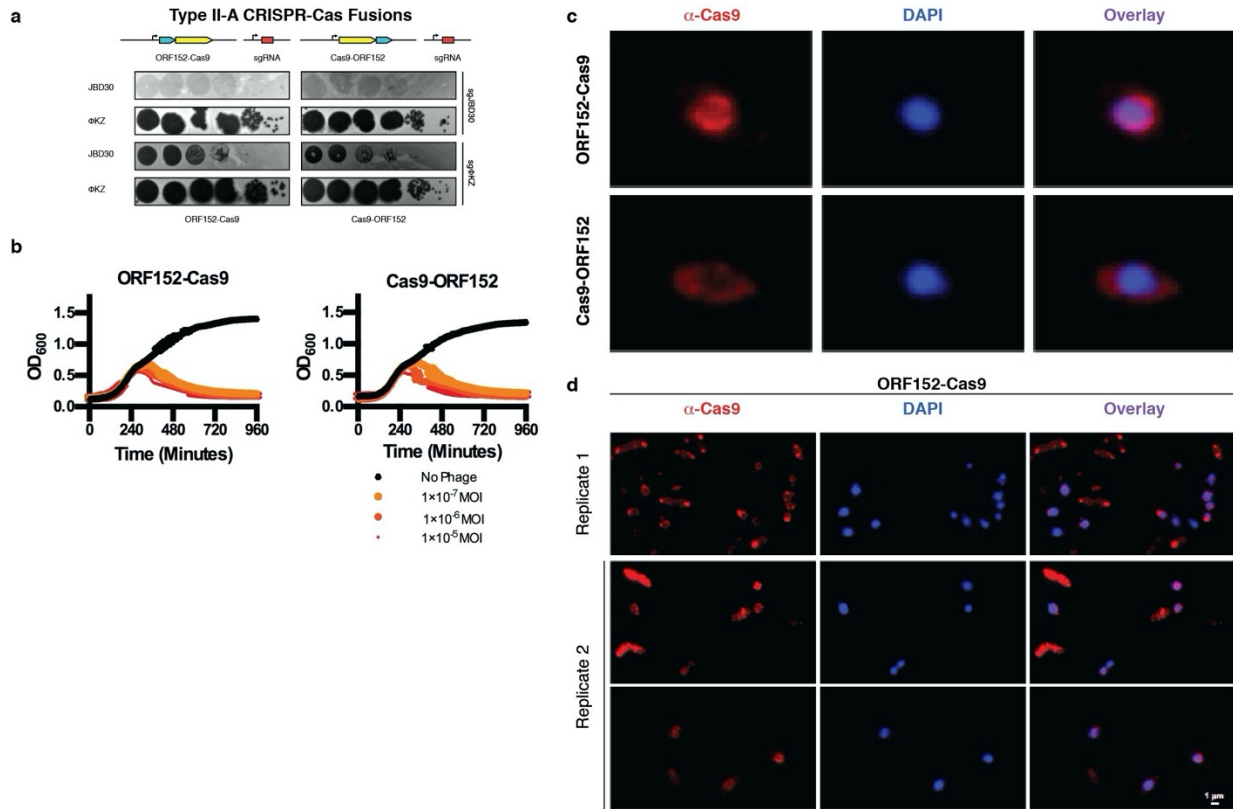 a
Type II-A CRISPR-Cas Fusions
ORF152-Cas9 sgRNA Cas9-ORF152 sgRNA
JBD30
ΦKZ
sgJBD30
JBD30
ΦKZ
sgΦKZ
ORF152-Cas9 Cas9-ORF152
b
ORF152-Cas9 Cas9-ORF152
OD600 1.5 1.0 0.5 0.0
0 240 480 720 960
Time (Minutes)
OD600 1.5 1.0 0.5 0.0
0 240 480 720 960
Time (Minutes)
No Phage
1×10-7 MOI
1×10-6 MOI
1×10-5 MOI
c
α-Cas9 DAPI Overlay
ORF152-Cas9
Cas9-ORF152
d
ORF152-Cas9
α-Cas9 DAPI Overlay
Replicate 1
Replicate 2
1 μm